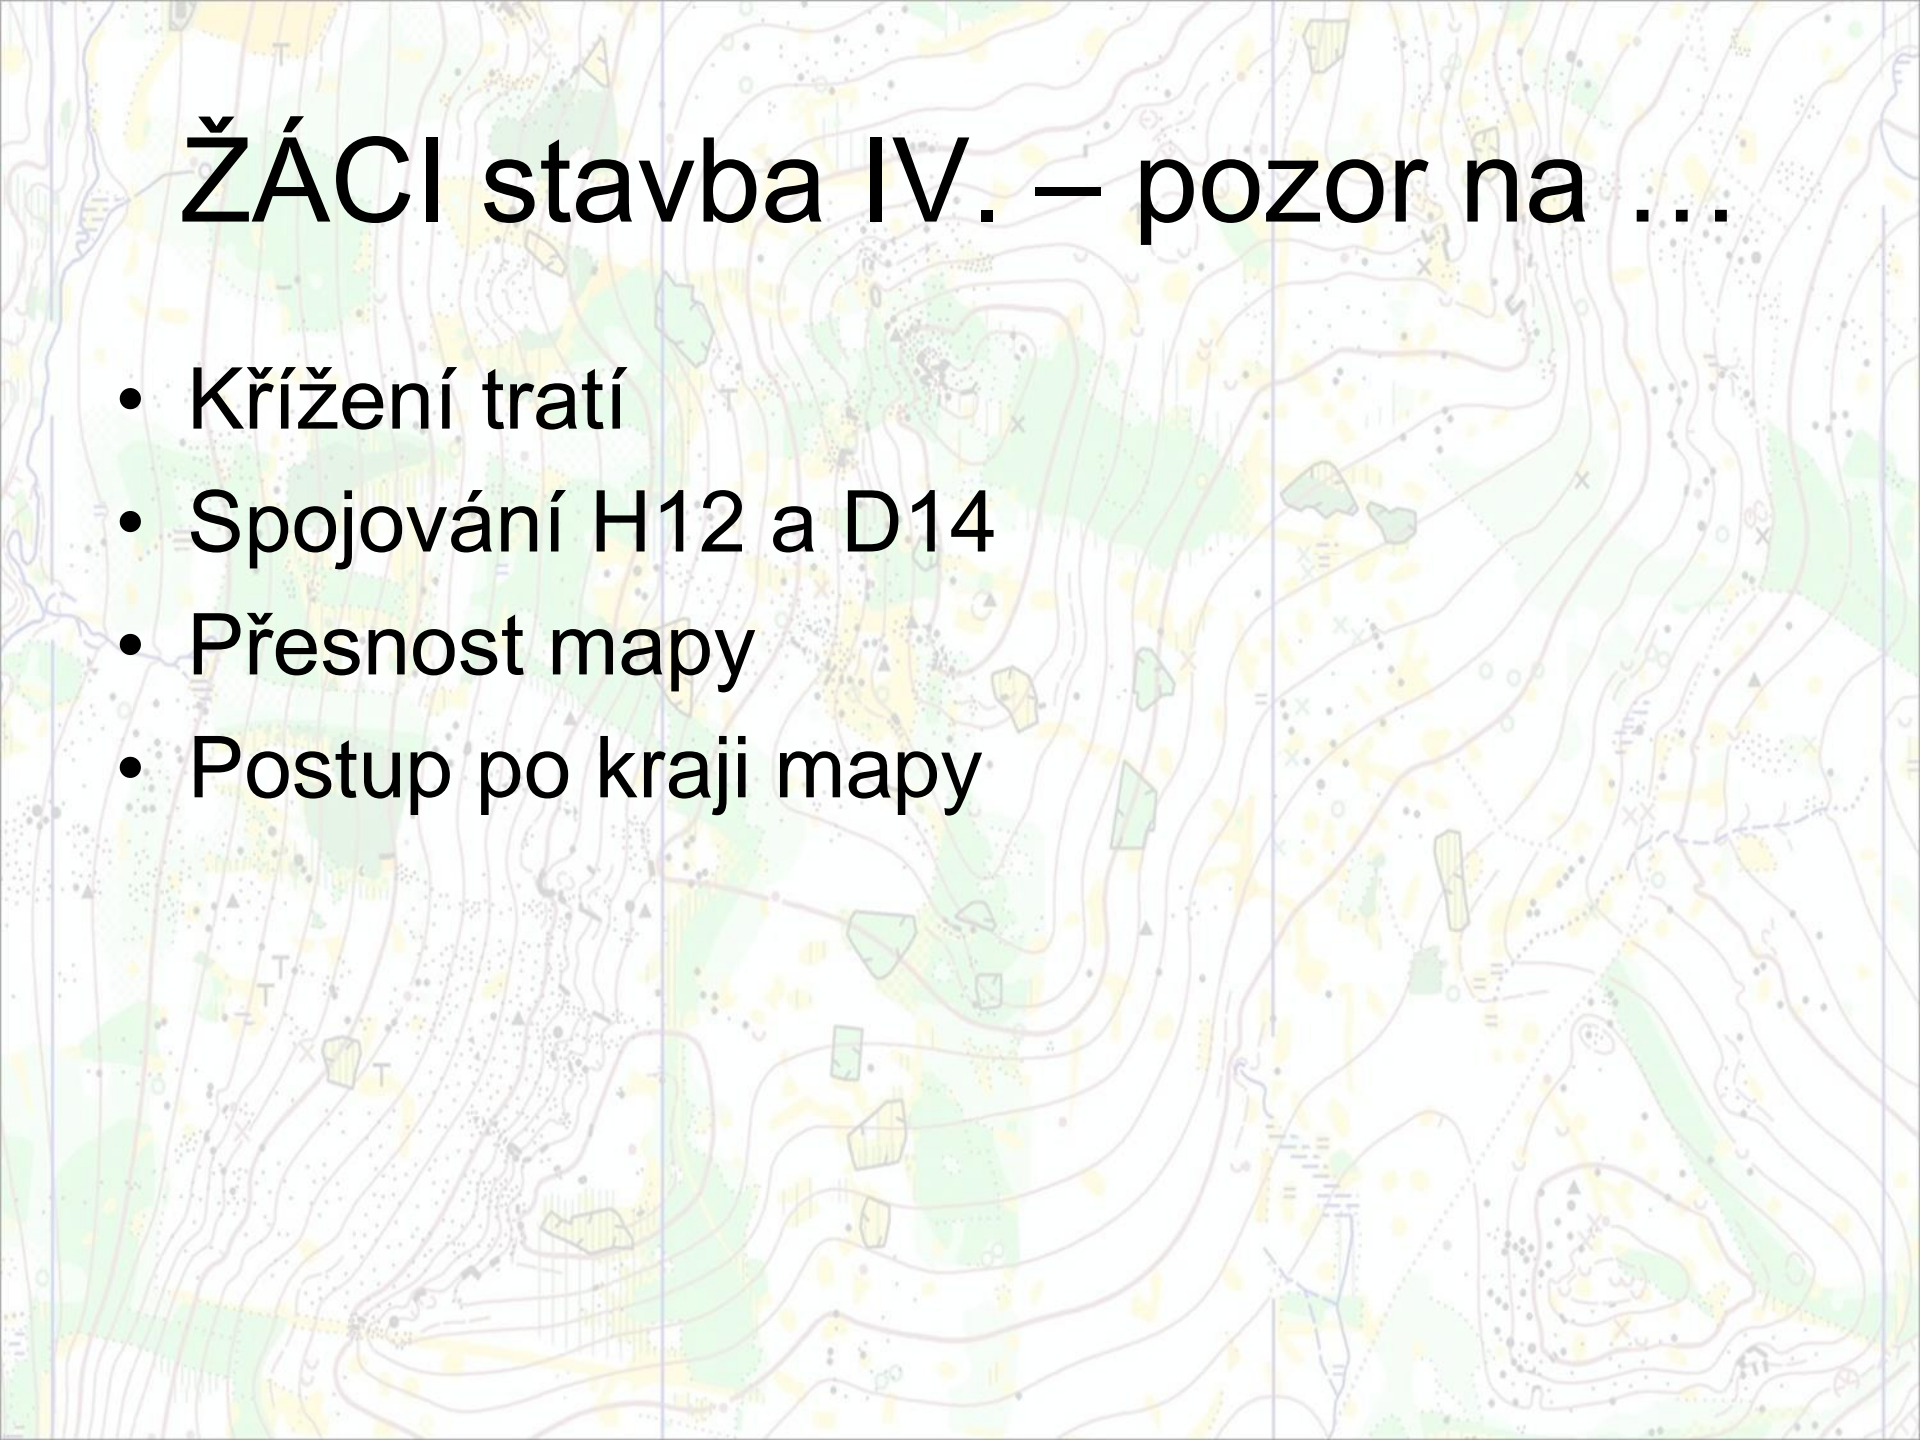 ŽÁCI stavba IV. – pozor na …
• Křížení tratí
• Spojování H12 a D14
• Přesnost mapy
• Postup po kraji mapy